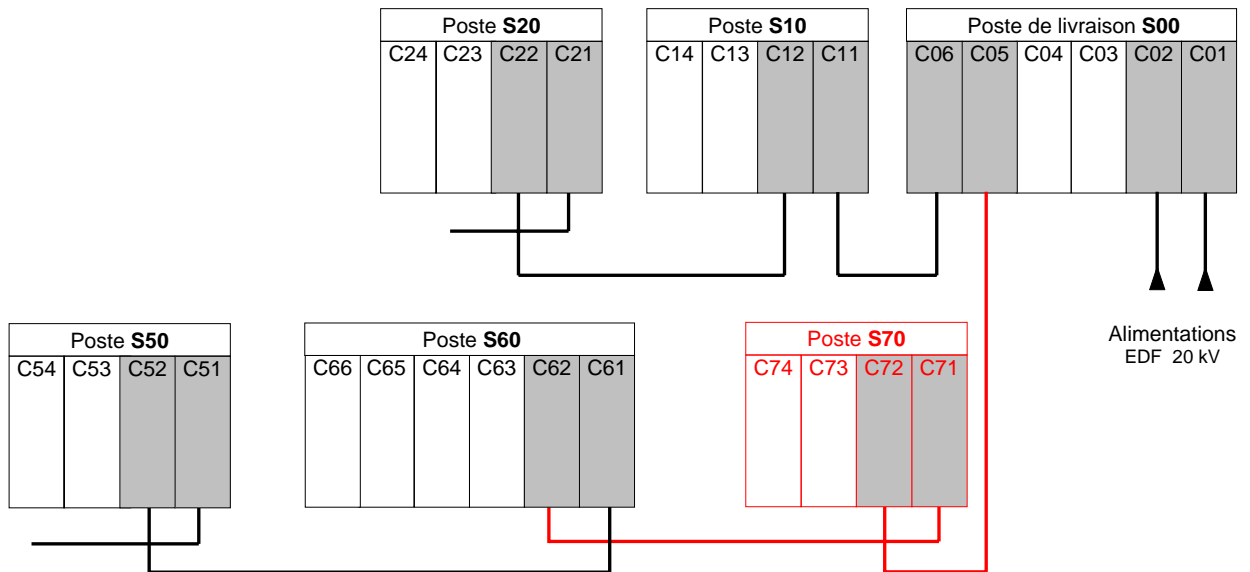 Poste S20
C24 C23 C22 C21
Poste S10
C14 C13 C12 C11
Poste de livraison S00
C06 C05 C04 C03 C02 C01
Alimentations
EDF 20 kV
Poste S50
C54 C53 C52 C51
Poste S60
C66 C65 C64 C63 C62 C61
Poste S70
C74 C73 C72 C71